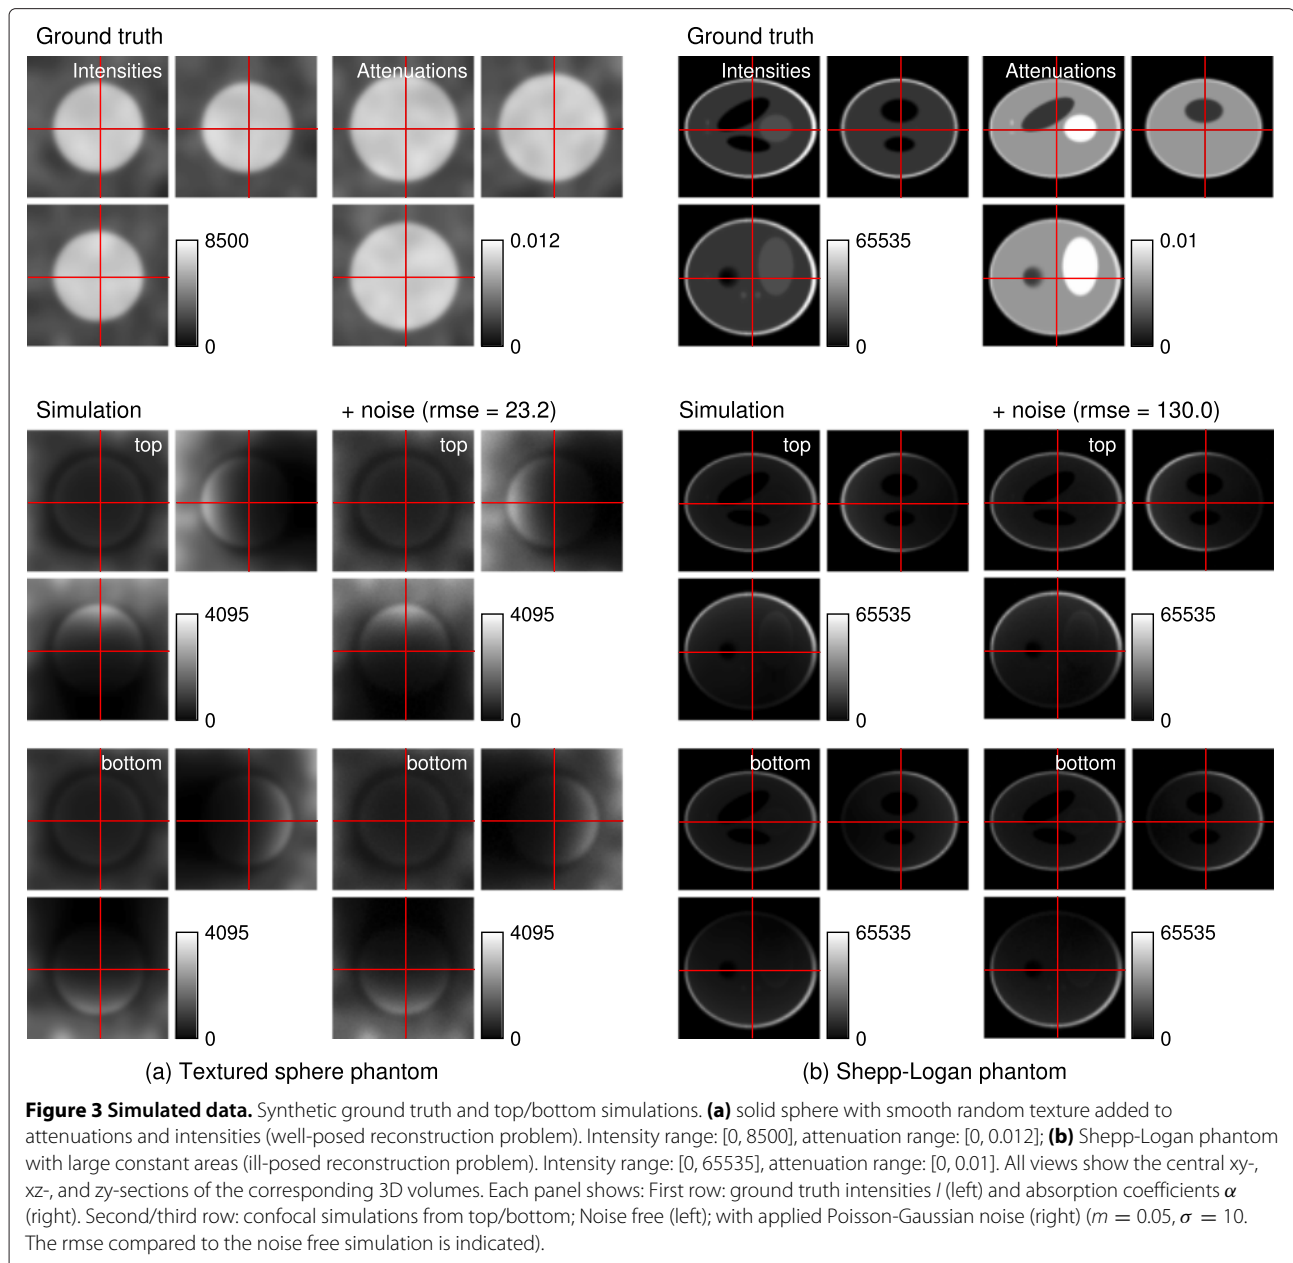 Ground truth
Intensities
Attenuations
8500
0
0.012
0
Simulation
+ noise (rmse = 23.2)
top
top
4095
0
4095
0
bottom
bottom
4095
0
4095
0
(a) Textured sphere phantom
Ground truth
Intensities
Attenuations
65535
0
0.01
0
Simulation
+ noise (rmse = 130.0)
top
top
65535
0
65535
0
bottom
bottom
65535
0
65535
0
(b) Shepp-Logan phantom
Figure 3 Simulated data. Synthetic ground truth and top/bottom simulations. (a) solid sphere with smooth random texture added to
attenuations and intensities (well-posed reconstruction problem). Intensity range: [0, 8500], attenuation range: [0, 0.012]; (b) Shepp-Logan phantom
with large constant areas (ill-posed reconstruction problem). Intensity range: [0, 65535], attenuation range: [0, 0.01]. All views show the central xy-,
xz-, and zy-sections of the corresponding 3D volumes. Each panel shows: First row: ground truth intensities I (left) and absorption coefficients α
(right). Second/third row: confocal simulations from top/bottom; Noise free (left); with applied Poisson-Gaussian noise (right) (m = 0.05, σ = 10.
The rmse compared to the noise free simulation is indicated).